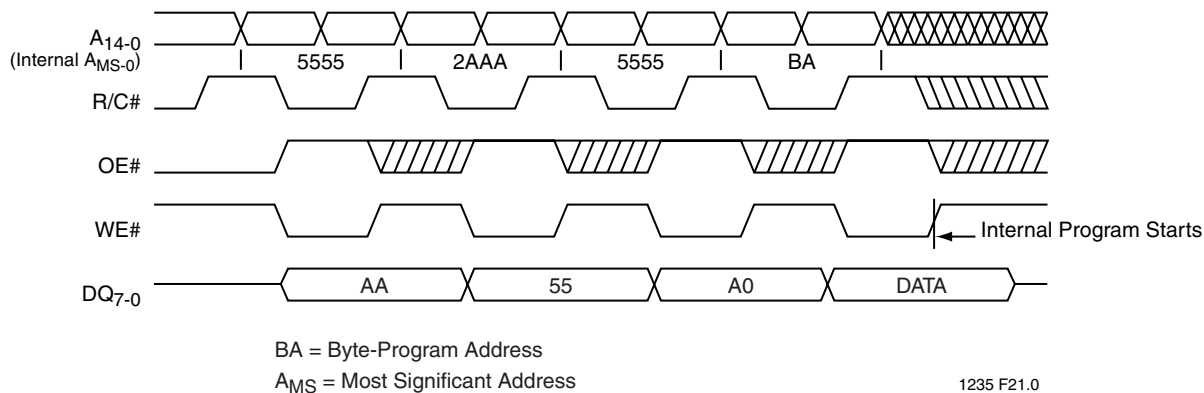 A14-0
(Internal AMS-0)
5555 2AAA 5555 BA
R/C#
OE#
WE#
Internal Program Starts
DQ7-0
AA 55 A0 DATA
BA = Byte-Program Address
AMS = Most Significant Address
1235 F21.0